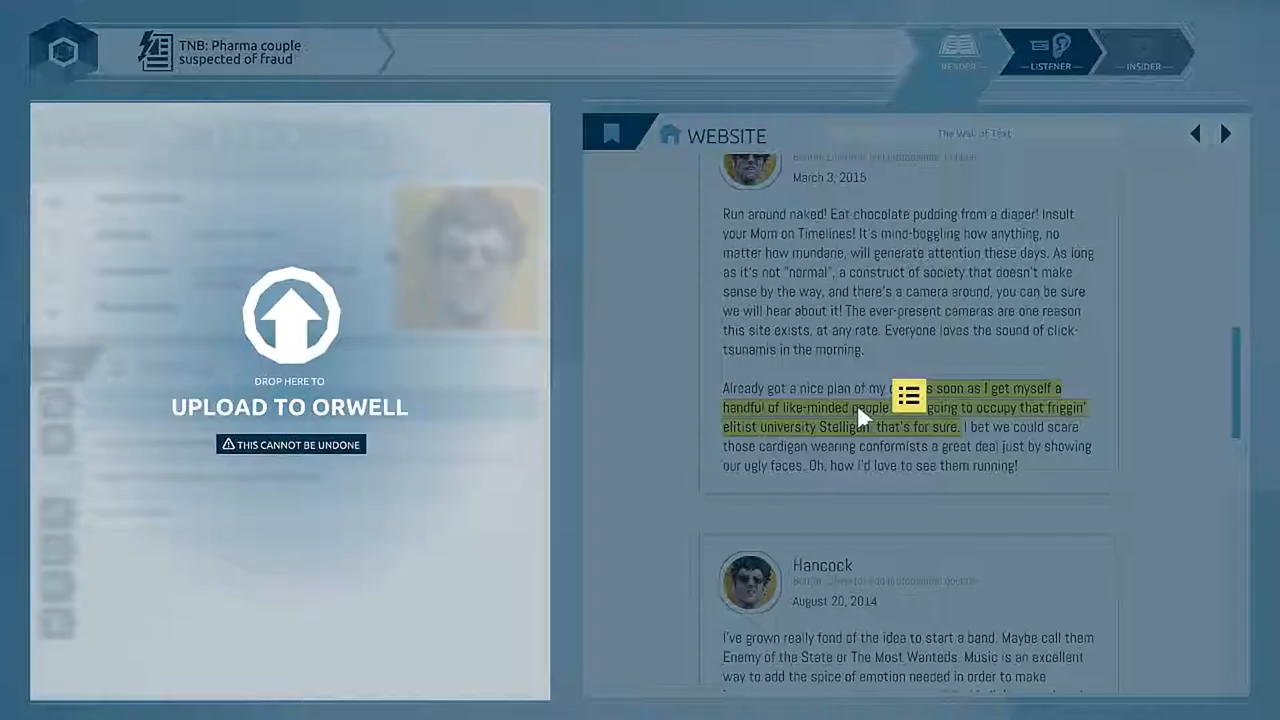 TNB: Pharma couple
suspected of fraud
READER
LISTENER
INSIDER
WEBSITE
The Wall of Text
March 3, 2015
Run around naked! Eat chocolate pudding from a diaper! Insult
your Mom on Timelines! It's mind-boggling how anything, no
matter how mundane, will generate attention these days. As long
as it's not "normal", a construct of society that doesn't make
sense by the way, and there's a camera around, you can be sure
we will hear about it! The ever-present cameras are one reason
this site exists, at any rate. Everyone loves the sound of click-
tsunamis in the morning.
Already got a nice plan of my s soon as I get myself a
handful of like-minded people going to occupy that friggin'
elitist university Stelligan, that's for sure. I bet we could scare
those cardigan wearing conformists a great deal just by showing
our ugly faces. Oh, how I'd love to see them running!
Hancock
August 20, 2014
I've grown really fond of the idea to start a band. Maybe call them
Enemy of the State or The Most Wanteds. Music is an excellent
way to add the spice of emotion needed in order to make
DROP HERE TO
UPLOAD TO ORWELL
THIS CANNOT BE UNDONE